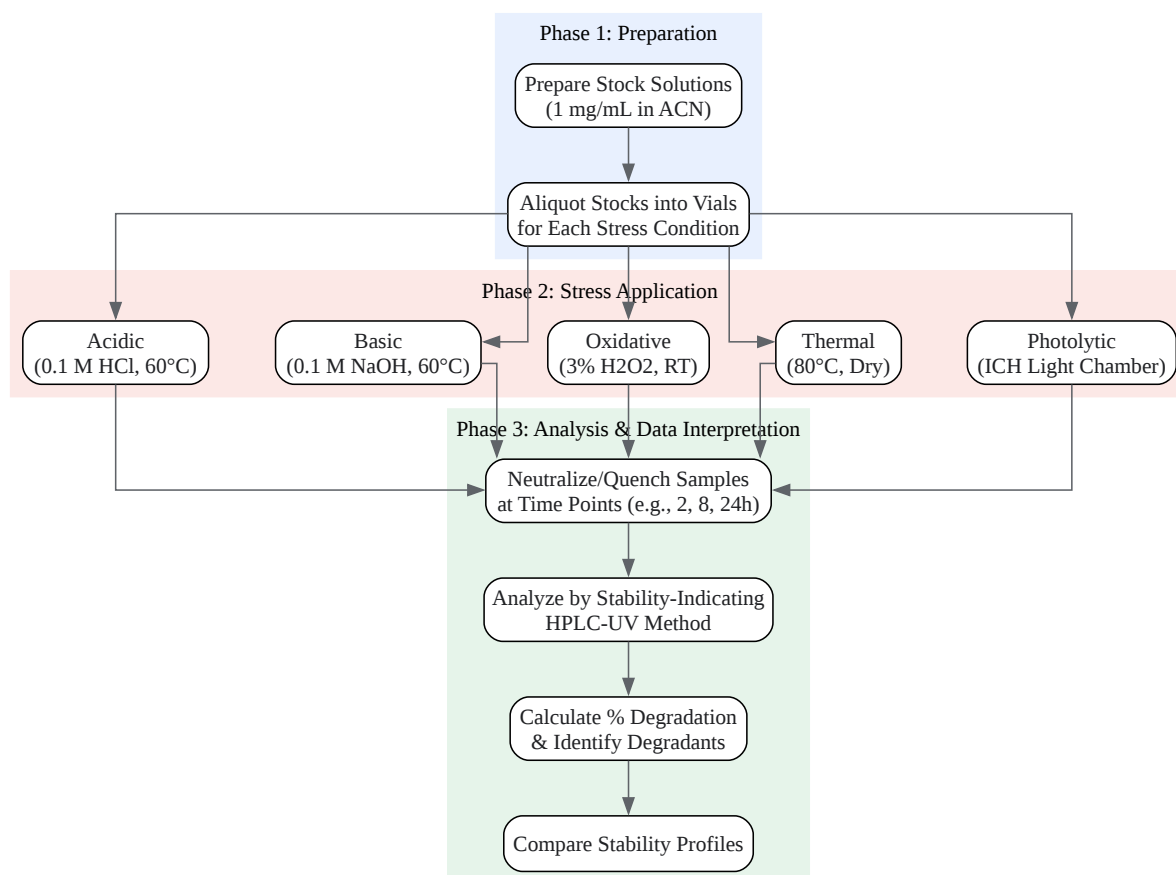 Phase 1: Preparation
Prepare Stock Solutions
(1 mg/mL in ACN)
Aliquot Stocks into Vials
for Each Stress Condition
Phase 2: Stress Application
Acidic
(0.1 M HCl, 60°C)
Basic
(0.1 M NaOH, 60°C)
Oxidative
(3% H2O2, RT)
Thermal
(80°C, Dry)
Photolytic
(ICH Light Chamber)
Phase 3: Analysis & Data Interpretation
Neutralize/Quench Samples
at Time Points (e.g., 2, 8, 24h)
Analyze by Stability-Indicating
HPLC-UV Method
Calculate % Degradation
& Identify Degradants
Compare Stability Profiles